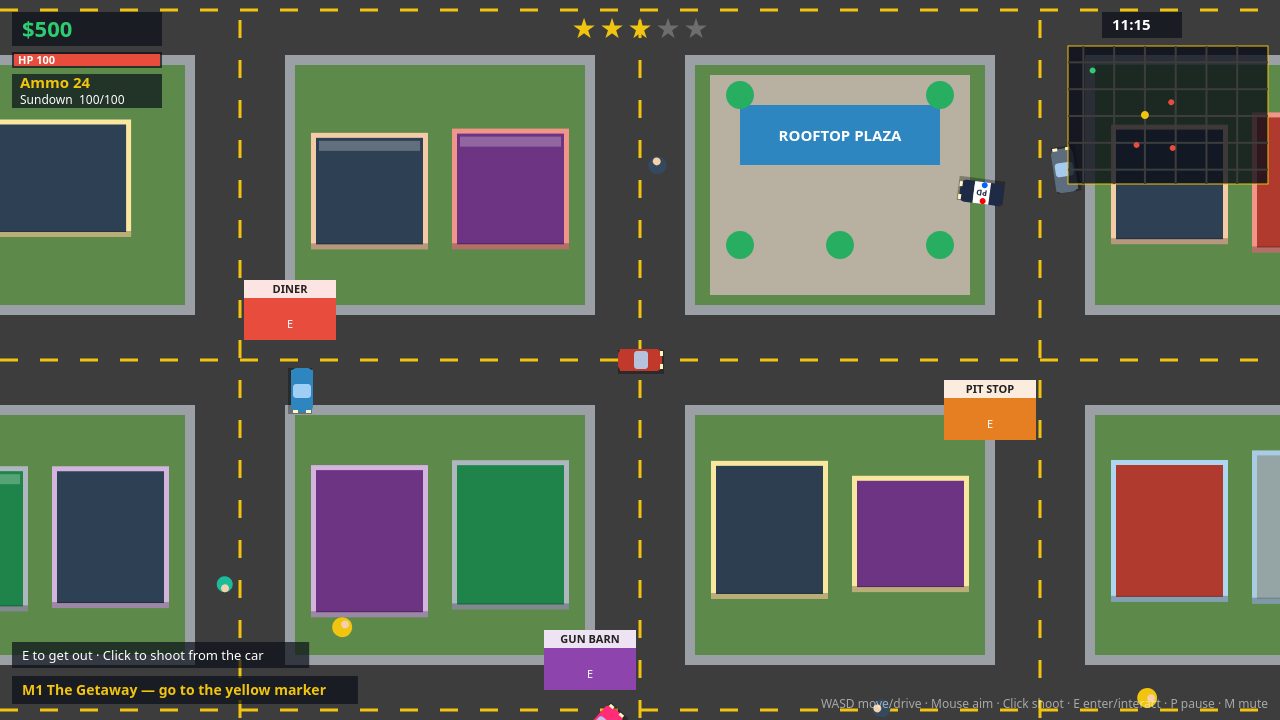 $500
★★★★★
11:15
HP 100
Ammo 24
Sundown 100/100
ROOFTOP PLAZA
PD
DINER
E
PIT STOP
E
GUN BARN
E
E to get out · Click to shoot from the car
M1 The Getaway — go to the yellow marker
WASD move/drive · Mouse aim · Click shoot · E enter/interact · P pause · M mute